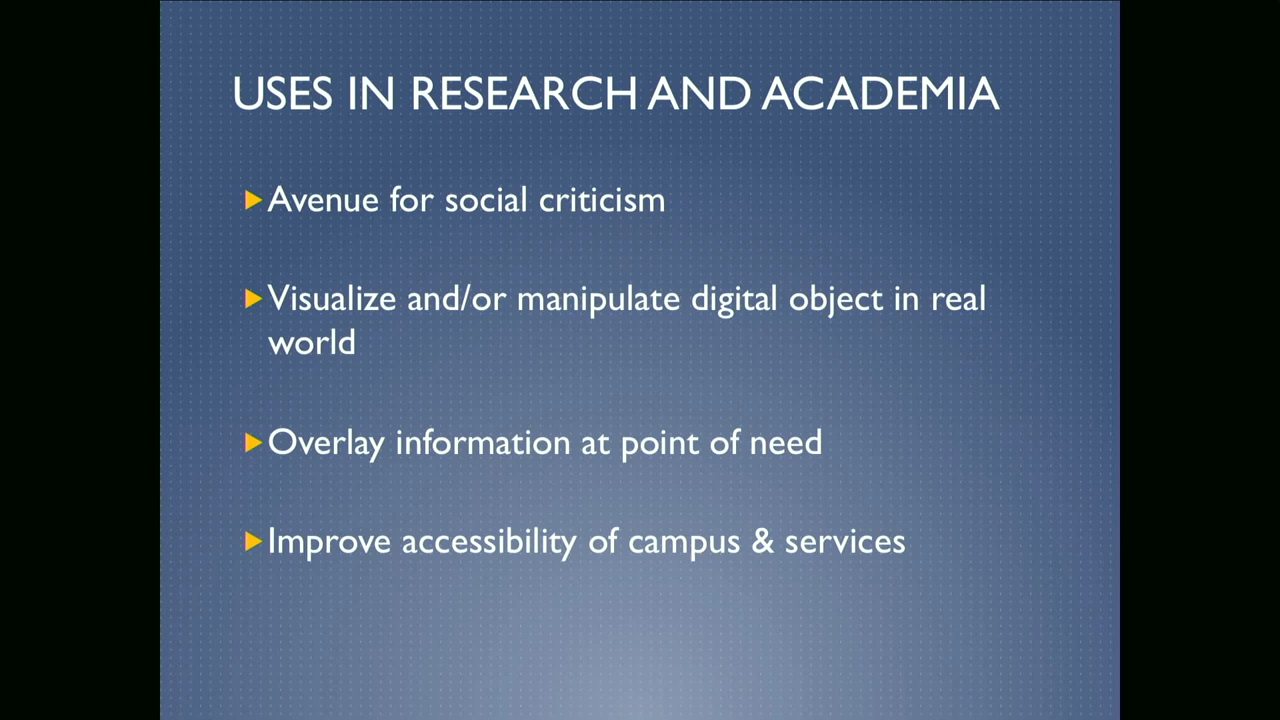 USES IN RESEARCH AND ACADEMIA
Avenue for social criticism
Visualize and/or manipulate digital object in real
world
Overlay information at point of need
Improve accessibility of campus & services